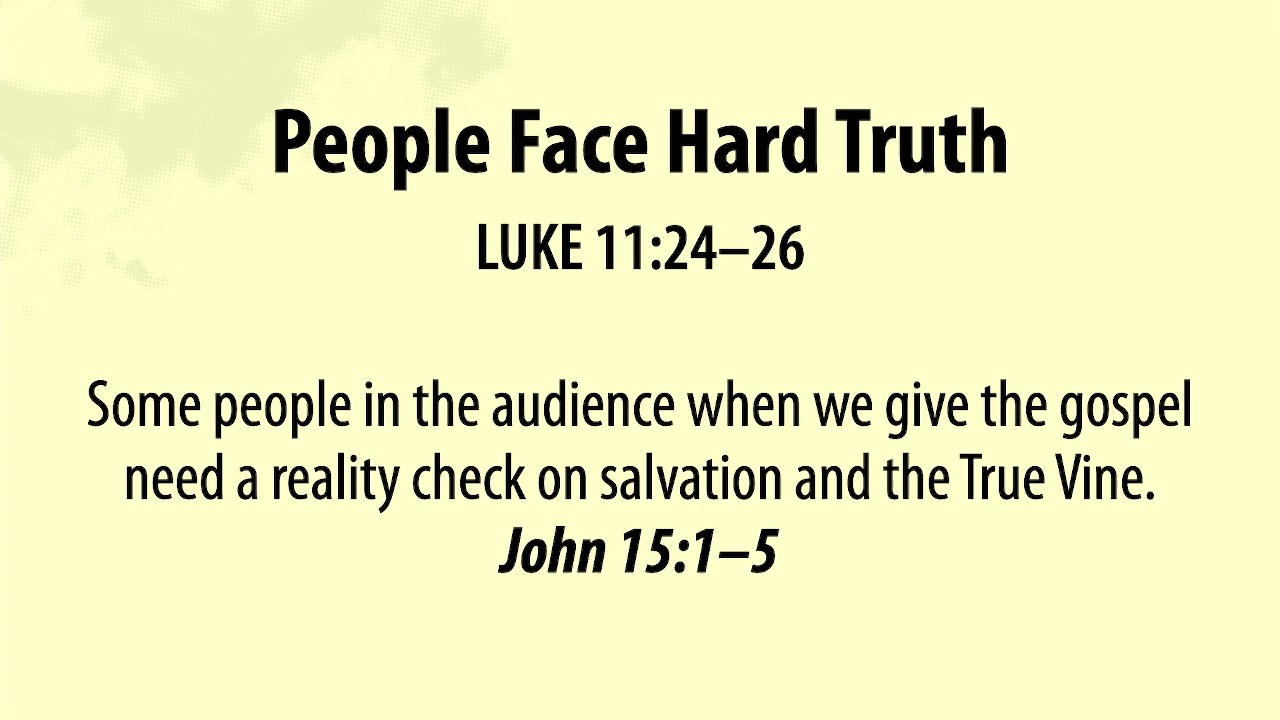 People Face Hard Truth
LUKE 11:24–26
Some people in the audience when we give the gospel
need a reality check on salvation and the True Vine.
John 15:1–5